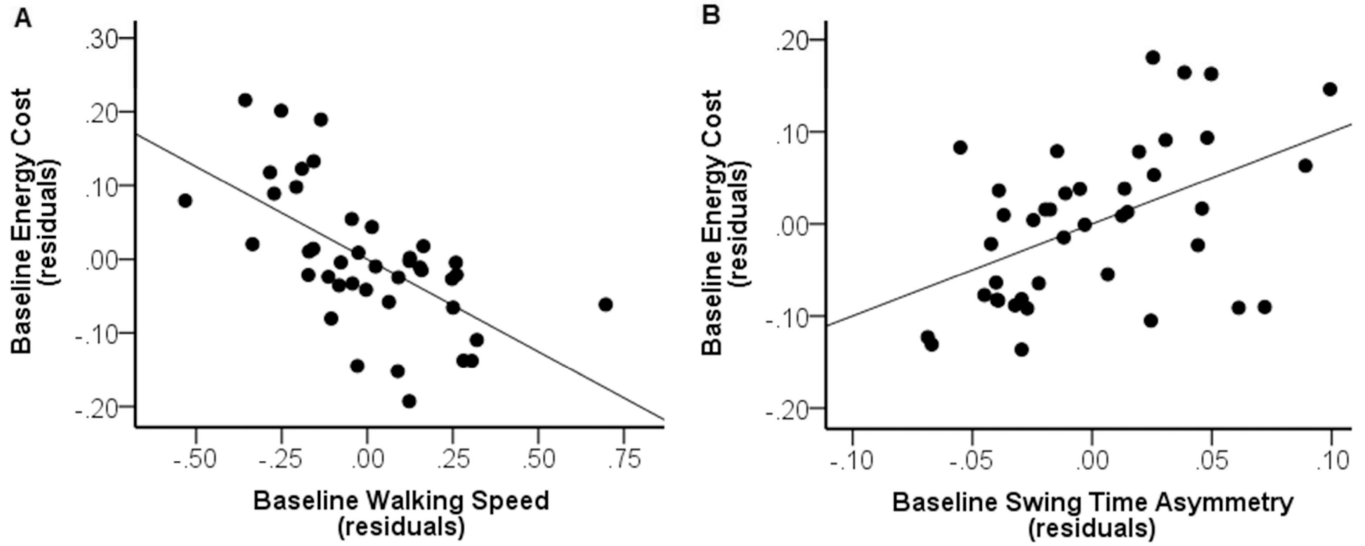 A
Baseline Energy Cost
(residuals)
.30
.20
.10
.00
-.10
-.20
-.50
-.25
.00
.25
.50
.75
Baseline Walking Speed
(residuals)
B
Baseline Energy Cost
(residuals)
.20
.10
.00
-.10
-.20
-.10
-.05
.00
.05
.10
Baseline Swing Time Asymmetry
(residuals)